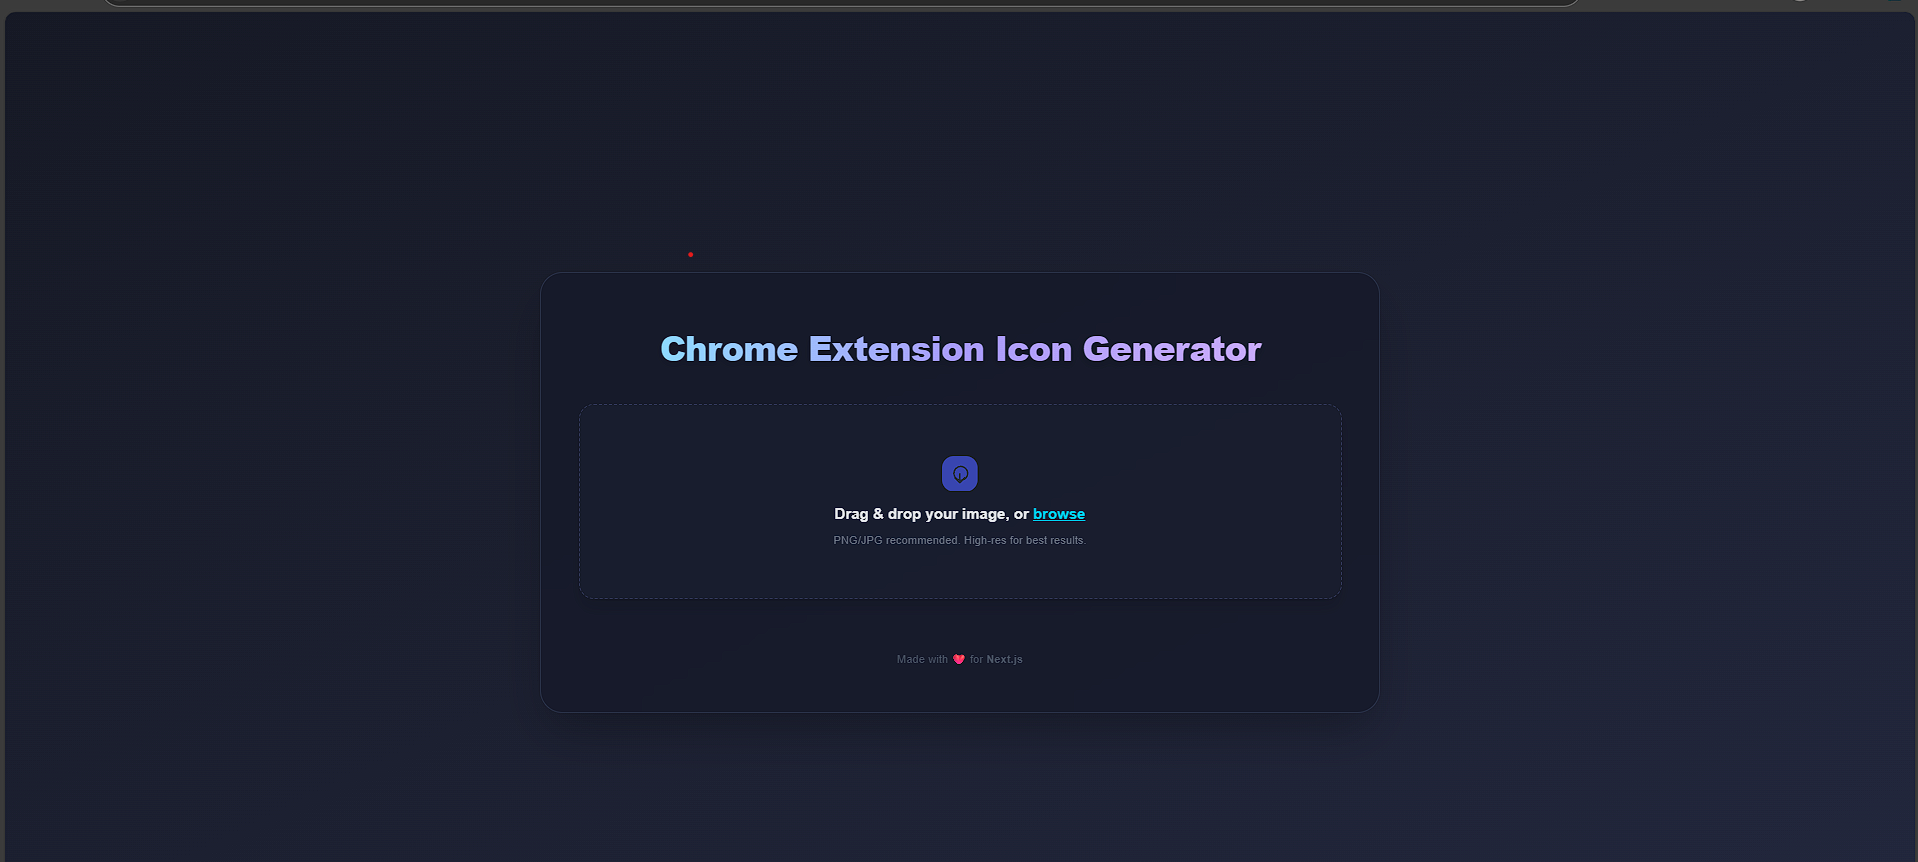 Chrome Extension Icon Generator
Drag & drop your image, or browse
PNG/JPG recommended. High-res for best results.
Made with ❤️ for Next.js